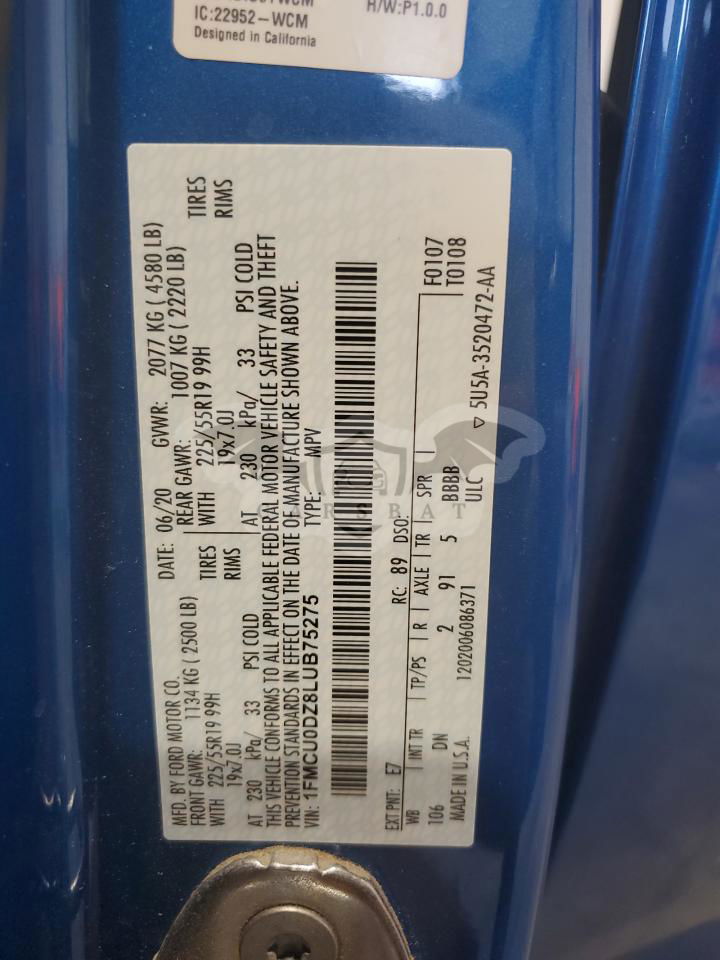 IC:22952-WCM
Designed in California
H/W:P1.0.0
MFD. BY FORD MOTOR CO.
DATE: 06/20 GVWR: 2077 KG ( 4580 LB)
FRONT GAWR: 1134 KG ( 2500 LB) REAR GAWR: 1007 KG ( 2220 LB)
WITH 225/55R19 99H TIRES WITH 225/55R19 99H TIRES
19x7.0J RIMS 19x7.0J RIMS
AT 230 kPa/ 33 PSI COLD AT 230 kPa/ 33 PSI COLD
THIS VEHICLE CONFORMS TO ALL APPLICABLE FEDERAL MOTOR VEHICLE SAFETY AND THEFT
PREVENTION STANDARDS IN EFFECT ON THE DATE OF MANUFACTURE SHOWN ABOVE.
VIN: 1FMCU0DZ8LUB75275 TYPE: MPV
EXT PNT: E7 RC: 89 DSO: F0107
WB INT TR TP/PS R AXLE TR SPR T0108
106 DN 2 91 5 BBBB
MADE IN U.S.A. 1202006086371 ULC ▽ 5U5A-3520472-AA
CARSBAT